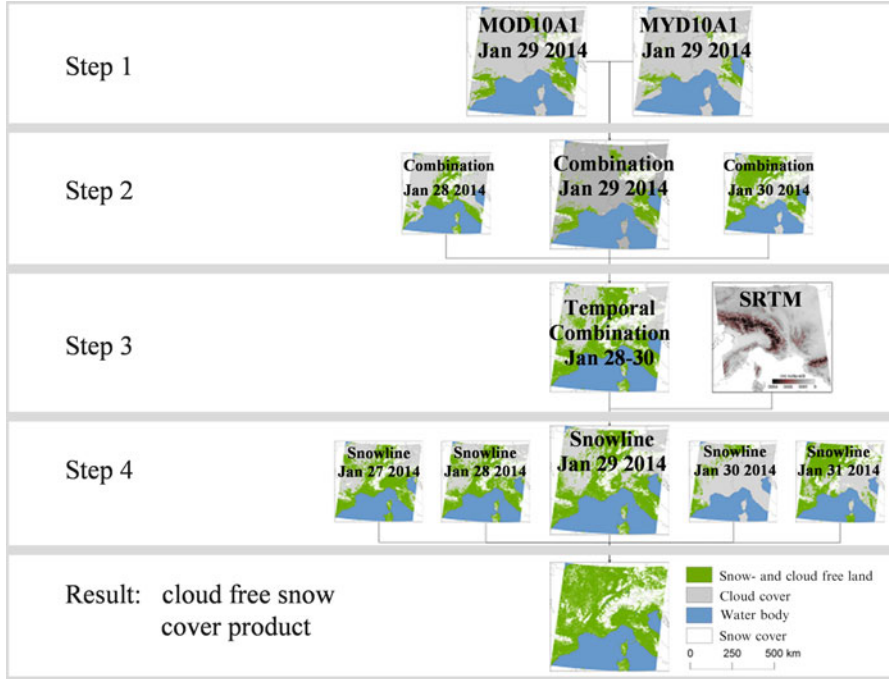 MOD10A1
Jan 29 2014
MYD10A1
Jan 29 2014
Step 1
Step 2
Combination
Jan 28 2014
Combination
Jan 29 2014
Combination
Jan 30 2014
Step 3
Temporal
Combination
Jan 28-30
SRTM
Step 4
Snowline
Jan 27 2014
Snowline
Jan 28 2014
Snowline
Jan 29 2014
Snowline
Jan 30 2014
Snowline
Jan 31 2014
Result: cloud free snow
cover product
Snow- and cloud free land
Cloud cover
Water body
Snow cover
0 250 500 km